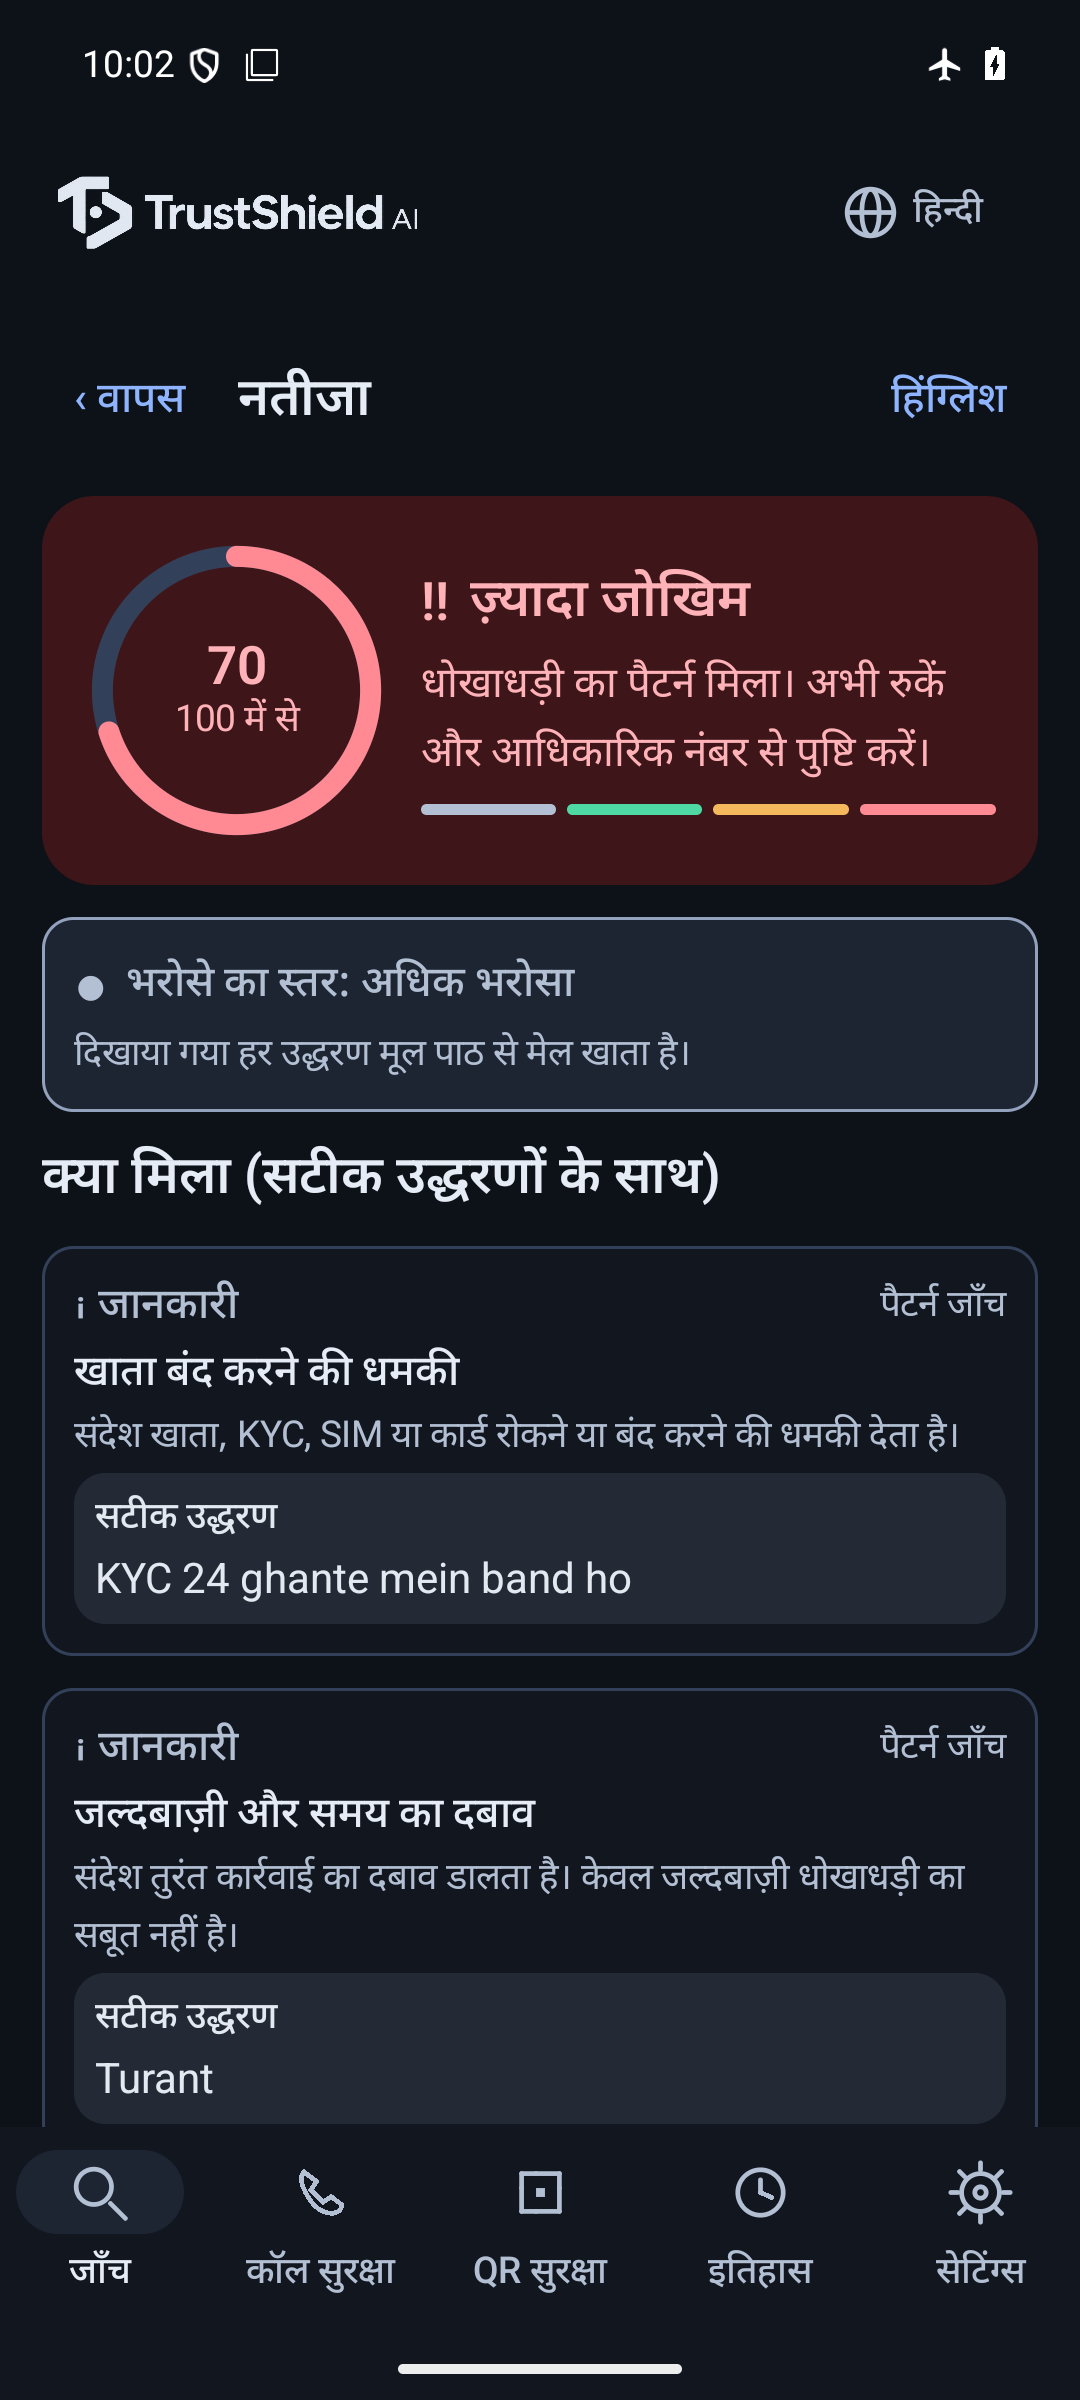 10:02
TrustShield AI
हिन्दी
‹ वापस
नतीजा
हिंग्लिश
70
100 में से
!! ज़्यादा जोखिम
धोखाधड़ी का पैटर्न मिला। अभी रुकें
और आधिकारिक नंबर से पुष्टि करें।
भरोसे का स्तर: अधिक भरोसा
दिखाया गया हर उद्धरण मूल पाठ से मेल खाता है।
क्या मिला (सटीक उद्धरणों के साथ)
i जानकारी
पैटर्न जाँच
खाता बंद करने की धमकी
संदेश खाता, KYC, SIM या कार्ड रोकने या बंद करने की धमकी देता है।
सटीक उद्धरण
KYC 24 ghante mein band ho
i जानकारी
पैटर्न जाँच
जल्दबाज़ी और समय का दबाव
संदेश तुरंत कार्रवाई का दबाव डालता है। केवल जल्दबाज़ी धोखाधड़ी का
सबूत नहीं है।
सटीक उद्धरण
Turant
जाँच
कॉल सुरक्षा
QR सुरक्षा
इतिहास
सेटिंग्स